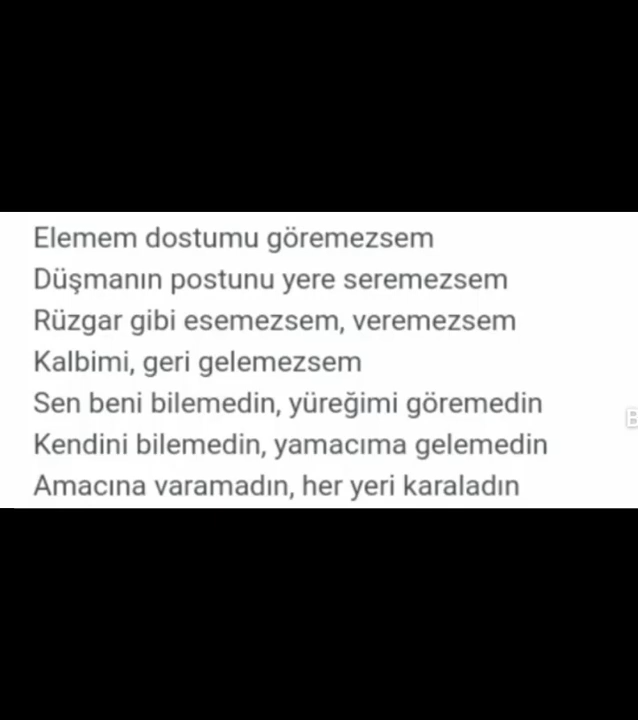 Elemem dostumu göremezsem
Düşmanın postunu yere seremezsem
Rüzgar gibi esemezsem, veremezsem
Kalbimi, geri gelemezsem
Sen beni bilemedin, yüreğimi göremedin
Kendini bilemedin, yamacıma gelemedin
Amacına varamadın, her yeri karaladın